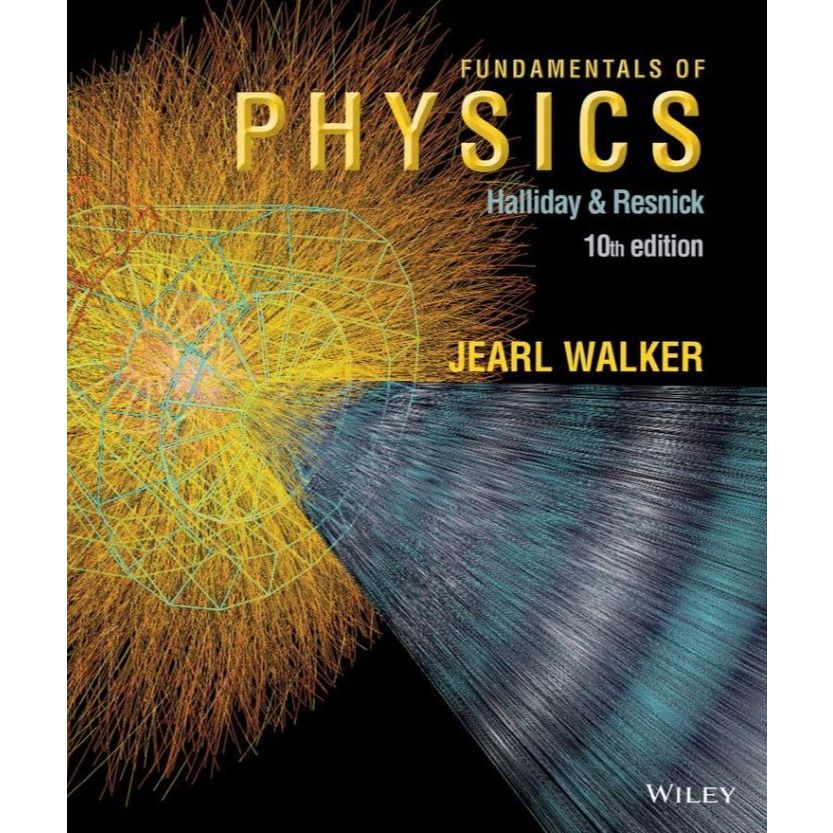 FUNDAMENTALS OF
PHYSICS
Halliday & Resnick
10th edition
JEARL WALKER
WILEY